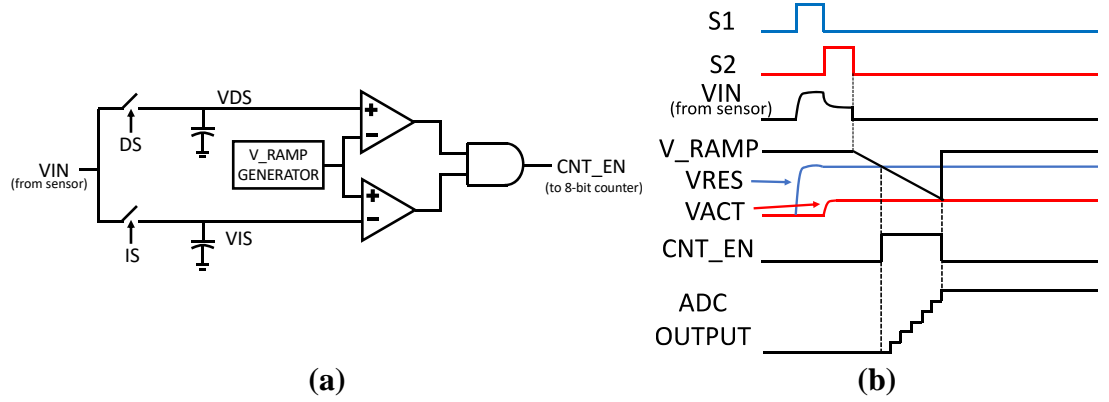 VDS
DS
VIN
(from sensor)
V_RAMP
GENERATOR
+
−
+
−
CNT_EN
(to 8-bit counter)
VIS
IS
(a)
S1
S2
VIN
(from sensor)
V_RAMP
VRES
VACT
CNT_EN
ADC
OUTPUT
(b)